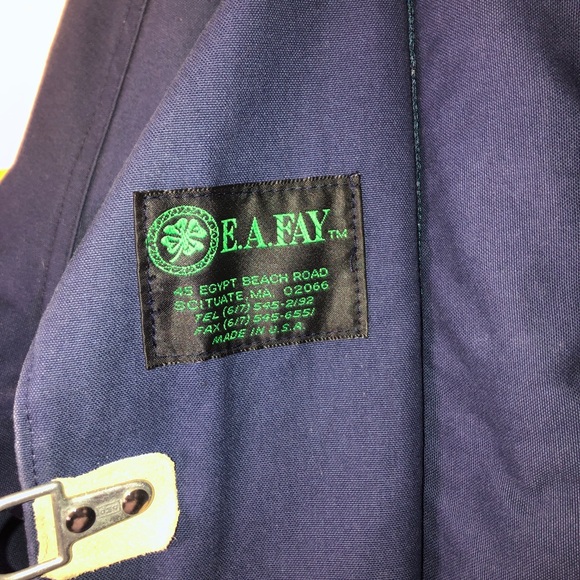 E.A.FAY™
45 EGYPT BEACH ROAD
SCITUATE, MA. 02066
TEL (617) 545-2192
FAX (617) 545-6551
MADE IN U.S.A.